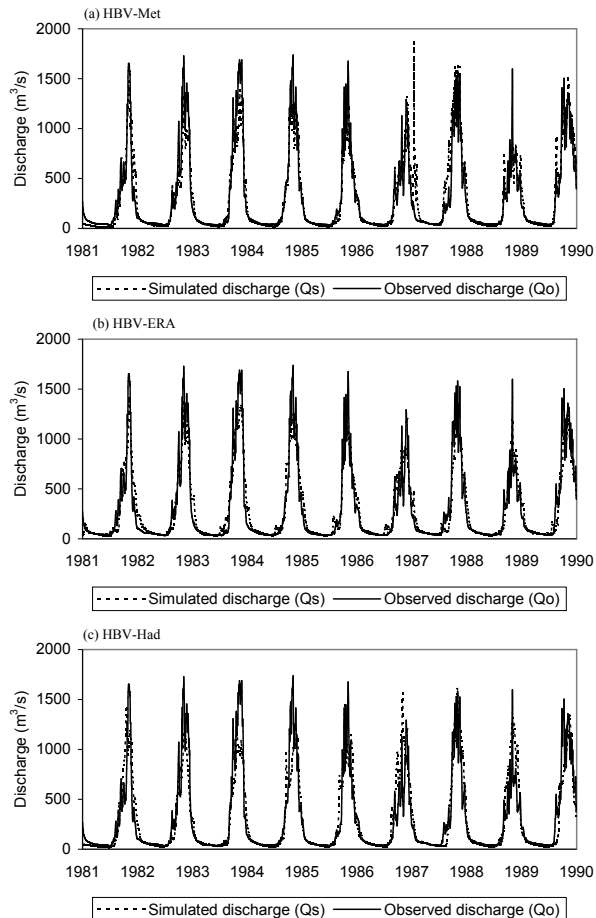 (a) HBV-Met
2000
1500
1000
500
0
Discharge (m³/s)
1981 1982 1983 1984 1985 1986 1987 1988 1989 1990
Simulated discharge (Qs) Observed discharge (Qo)
(b) HBV-ERA
2000
1500
1000
500
0
Discharge (m³/s)
1981 1982 1983 1984 1985 1986 1987 1988 1989 1990
Simulated discharge (Qs) Observed discharge (Qo)
(c) HBV-Had
2000
1500
1000
500
0
Discharge (m³/s)
1981 1982 1983 1984 1985 1986 1987 1988 1989 1990
Simulated discharge (Qs) Observed discharge (Qo)